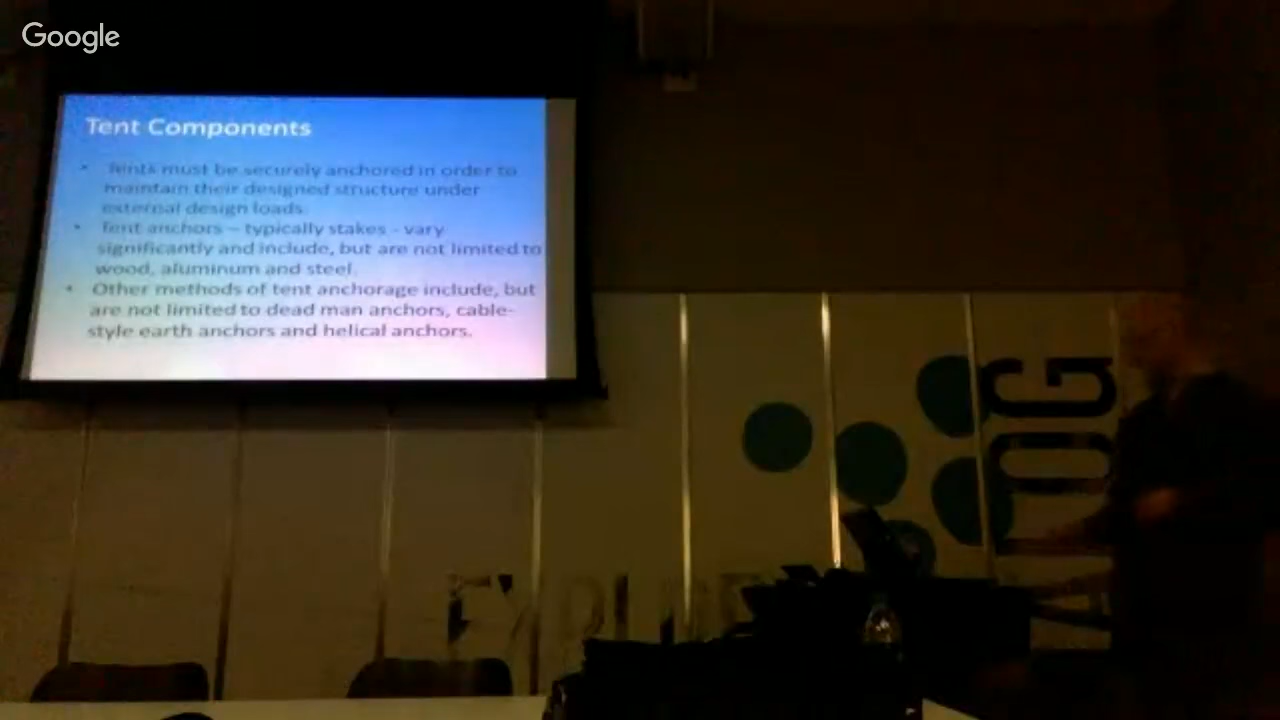 Google
Tent Components
• Tents must be securely anchored in order to
maintain their designed structure under
external design loads.
• Tent anchors – typically stakes - vary
significantly and include, but are not limited to
wood, aluminum and steel.
• Other methods of tent anchorage include, but
are not limited to dead man anchors, cable-
style earth anchors and helical anchors.